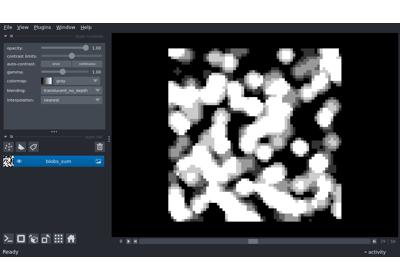 File View Plugins Window Help
opacity: 1.00
contrast limits:
auto-contrast: once continuous
gamma: 1.00
colormap: gray
blending: translucent_no_depth
interpolation: nearest
blobs_sum
activity